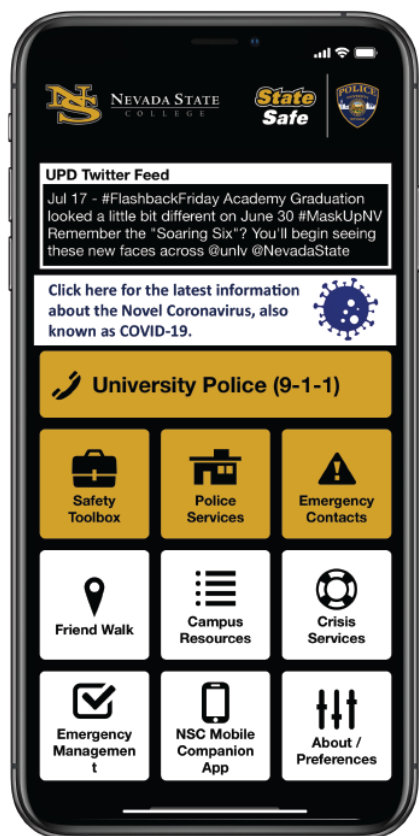 NS NEVADA STATE
COLLEGE
State
Safe
POLICE
UPD Twitter Feed
Jul 17 - #FlashbackFriday Academy Graduation
looked a little bit different on June 30 #MaskUpNV
Remember the "Soaring Six"? You'll begin seeing
these new faces across @unlv @NevadaState
Click here for the latest information
about the Novel Coronavirus, also
known as COVID-19.
University Police (9-1-1)
Safety
Toolbox
Police
Services
Emergency
Contacts
Friend Walk
Campus
Resources
Crisis
Services
Emergency
Managemen
t
NSC Mobile
Companion
App
About /
Preferences